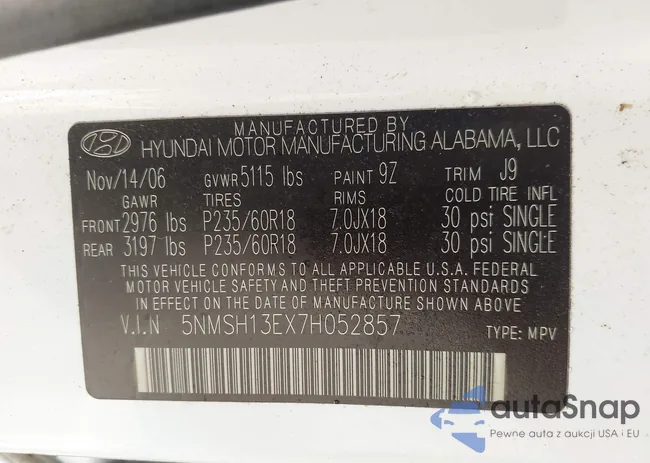 MANUFACTURED BY
HYUNDAI MOTOR MANUFACTURING ALABAMA, LLC
Nov/14/06 GVWR 5115 lbs PAINT 9Z TRIM J9
GAWR TIRES RIMS COLD TIRE INFL
FRONT 2976 lbs P235/60R18 7.0JX18 30 psi SINGLE
REAR 3197 lbs P235/60R18 7.0JX18 30 psi SINGLE
THIS VEHICLE CONFORMS TO ALL APPLICABLE U.S.A. FEDERAL
MOTOR VEHICLE SAFETY AND THEFT PREVENTION STANDARDS
IN EFFECT ON THE DATE OF MANUFACTURE SHOWN ABOVE
V.I.N 5NMSH13EX7H052857 TYPE: MPV
autoSnap
Pewne auta z aukcji USA i EU